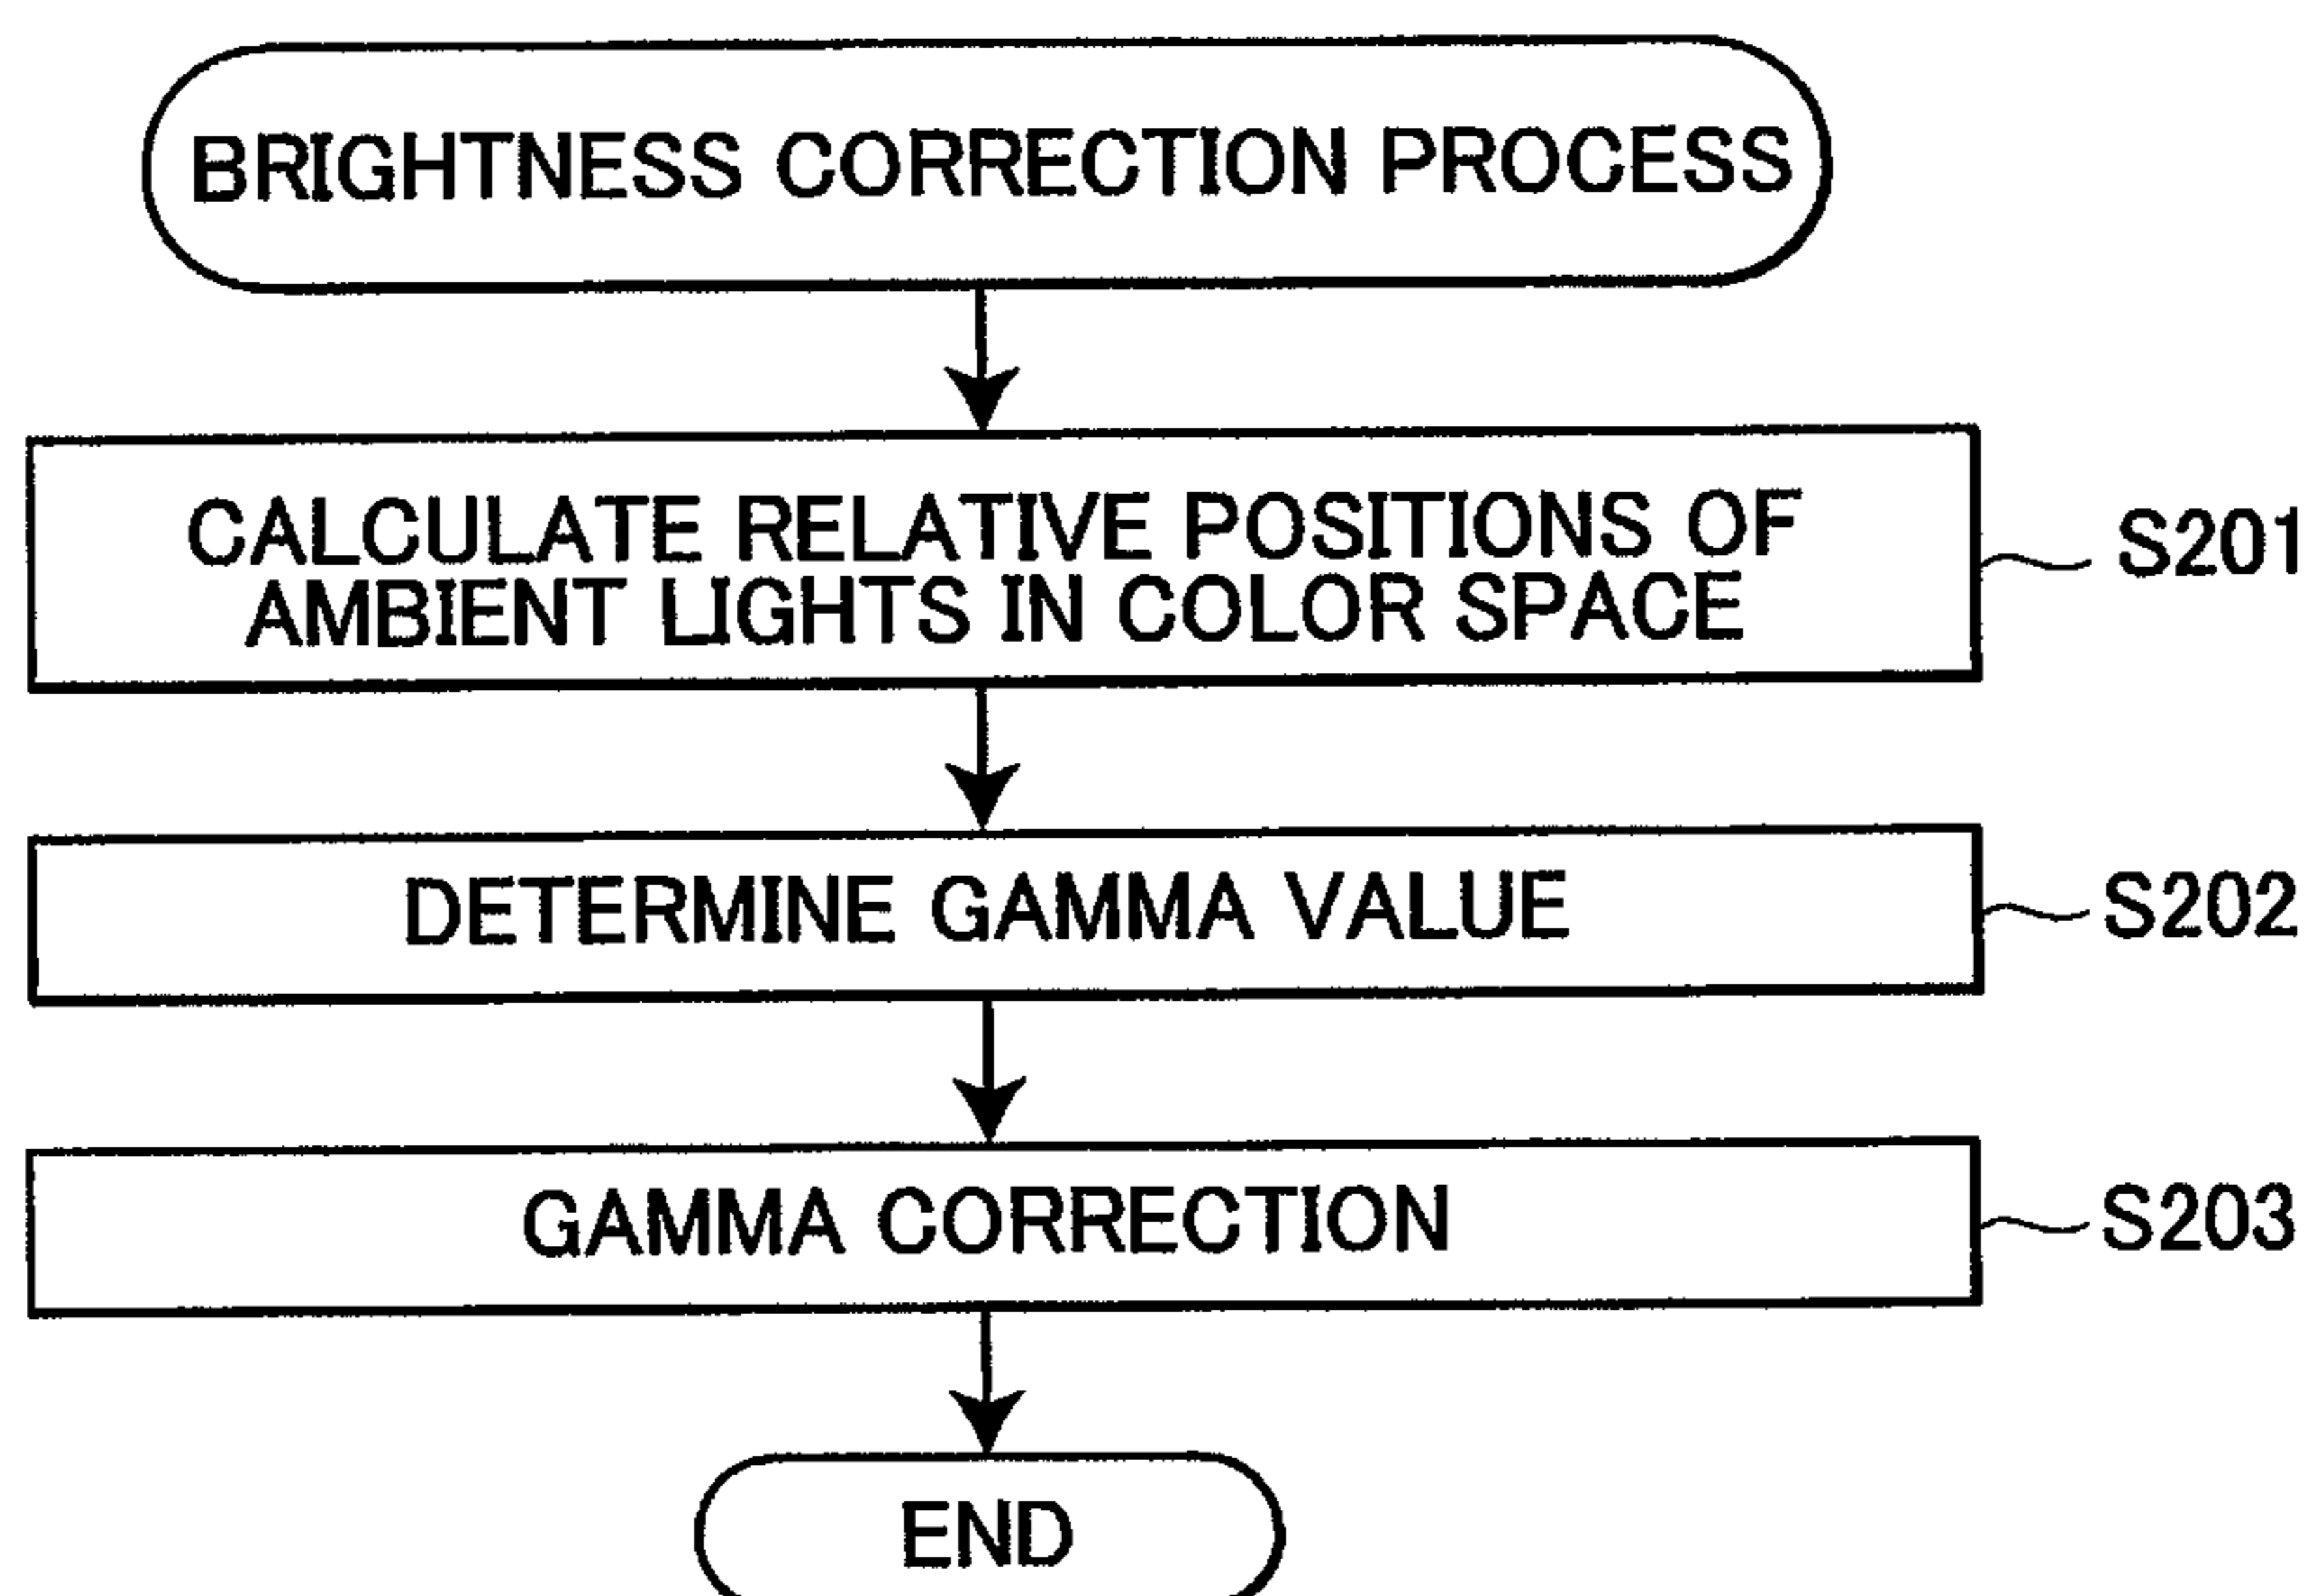 BRIGHTNESS CORRECTION PROCESS
CALCULATE RELATIVE POSITIONS OF
AMBIENT LIGHTS IN COLOR SPACE
S201
DETERMINE GAMMA VALUE
S202
GAMMA CORRECTION
S203
END